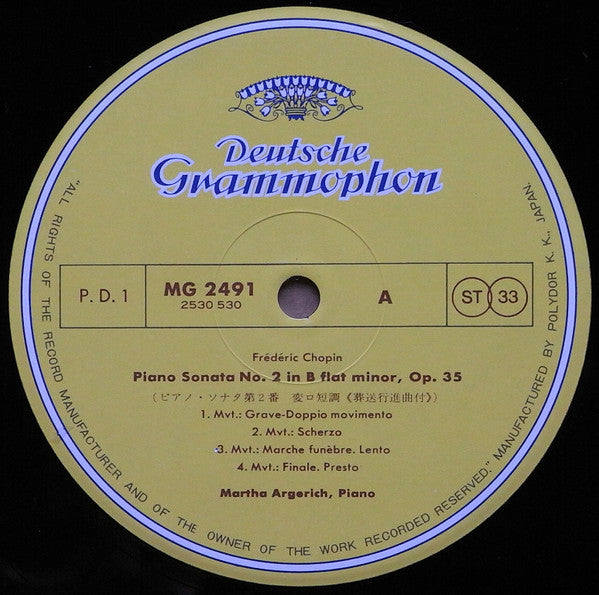 Deutsche
Grammophon
P. D. 1
MG 2491
2530 530
A
ST 33
Frédéric Chopin
Piano Sonata No. 2 in B flat minor, Op. 35
(ピアノ・ソナタ第2番 変ロ短調《葬送行進曲付》)
1. Mvt.: Grave-Doppio movimento
2. Mvt.: Scherzo
3. Mvt.: Marche funèbre. Lento
4. Mvt.: Finale. Presto
Martha Argerich, Piano
"ALL RIGHTS OF THE RECORD MANUFACTURER AND OF THE OWNER OF THE WORK RECORDED RESERVED." MANUFACTURED BY POLYDOR K. K., JAPAN.